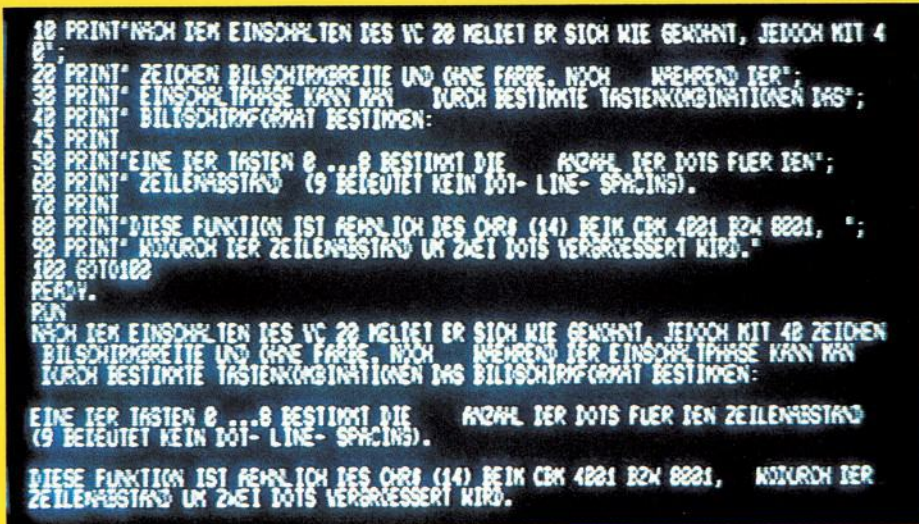 10 PRINT"NACH DEM EINSCHALTEN DES VC 20 MELDET ER SICH WIE GEWOHNT, JEDOCH MIT 4
0";
20 PRINT" ZEICHEN BILSCHIRMBREITE UND OHNE FARBE. NOCH    WAEHREND DER";
30 PRINT" EINSCHALTPHASE KANN MAN    DURCH BESTIMMTE TASTENKOMBINATIONEN DAS";
40 PRINT" BILDSCHIRMFORMAT BESTIMMEN:
45 PRINT
50 PRINT"EINE DER TASTEN 0 ...8 BESTIMMT DIE     ANZAHL DER DOTS FUER DEN";
60 PRINT" ZEILENABSTAND  (9 BEDEUTET KEIN DOT- LINE- SPACING).
70 PRINT
80 PRINT"DIESE FUNKTION IST AEHNLICH DES CHR$ (14) BEIM CBM 4001 BZW 8001,  ";
90 PRINT" WODURCH DER ZEILENABSTAND UM ZWEI DOTS VERGROESSERT WIRD."
100 GOTO100
READY.
RUN
NACH DEM EINSCHALTEN DES VC 20 MELDET ER SICH WIE GEWOHNT, JEDOCH MIT 40 ZEICHEN
BILSCHIRMBREITE UND OHNE FARBE. NOCH    WAEHREND DER EINSCHALTPHASE KANN MAN
DURCH BESTIMMTE TASTENKOMBINATIONEN DAS BILDSCHIRMFORMAT BESTIMMEN:
EINE DER TASTEN 0 ...8 BESTIMMT DIE     ANZAHL DER DOTS FUER DEN ZEILENABSTAND
(9 BEDEUTET KEIN DOT- LINE- SPACING).
DIESE FUNKTION IST AEHNLICH DES CHR$ (14) BEIM CBM 4001 BZW 8001,   WODURCH DER
ZEILENABSTAND UM ZWEI DOTS VERGROESSERT WIRD.